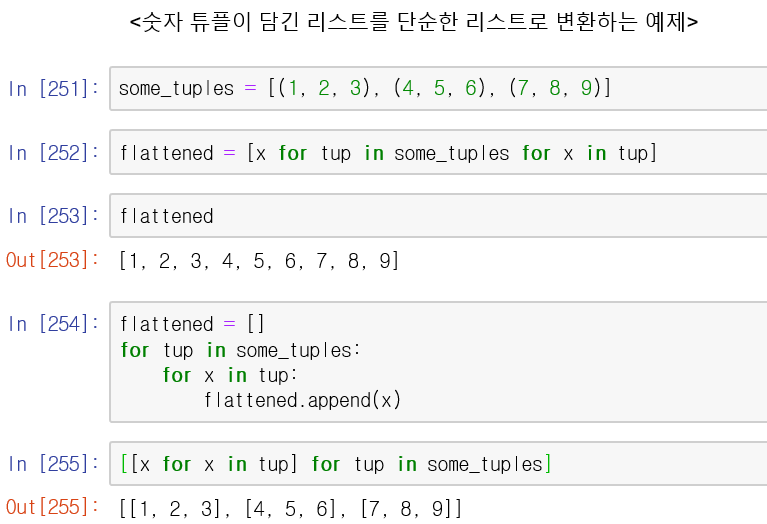 <숫자 튜플이 담긴 리스트를 단순한 리스트로 변환하는 예제>
In [251]: some_tuples = [(1, 2, 3), (4, 5, 6), (7, 8, 9)]
In [252]: flattened = [x for tup in some_tuples for x in tup]
In [253]: flattened
Out[253]: [1, 2, 3, 4, 5, 6, 7, 8, 9]
In [254]: flattened = []
for tup in some_tuples:
    for x in tup:
        flattened.append(x)
In [255]: [[x for x in tup] for tup in some_tuples]
Out[255]: [[1, 2, 3], [4, 5, 6], [7, 8, 9]]